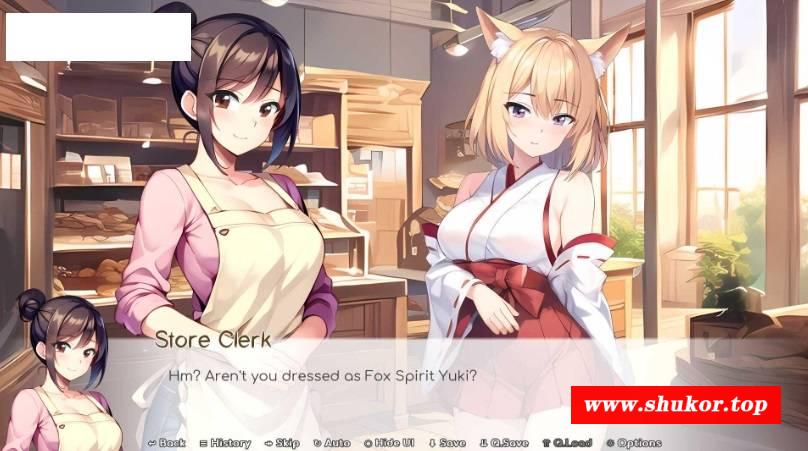 Store Clerk
Hm? Aren't you dressed as Fox Spirit Yuki?
www.shukor.top
Back History Skip Auto Hide UI Save Q.Save Q.Load Options